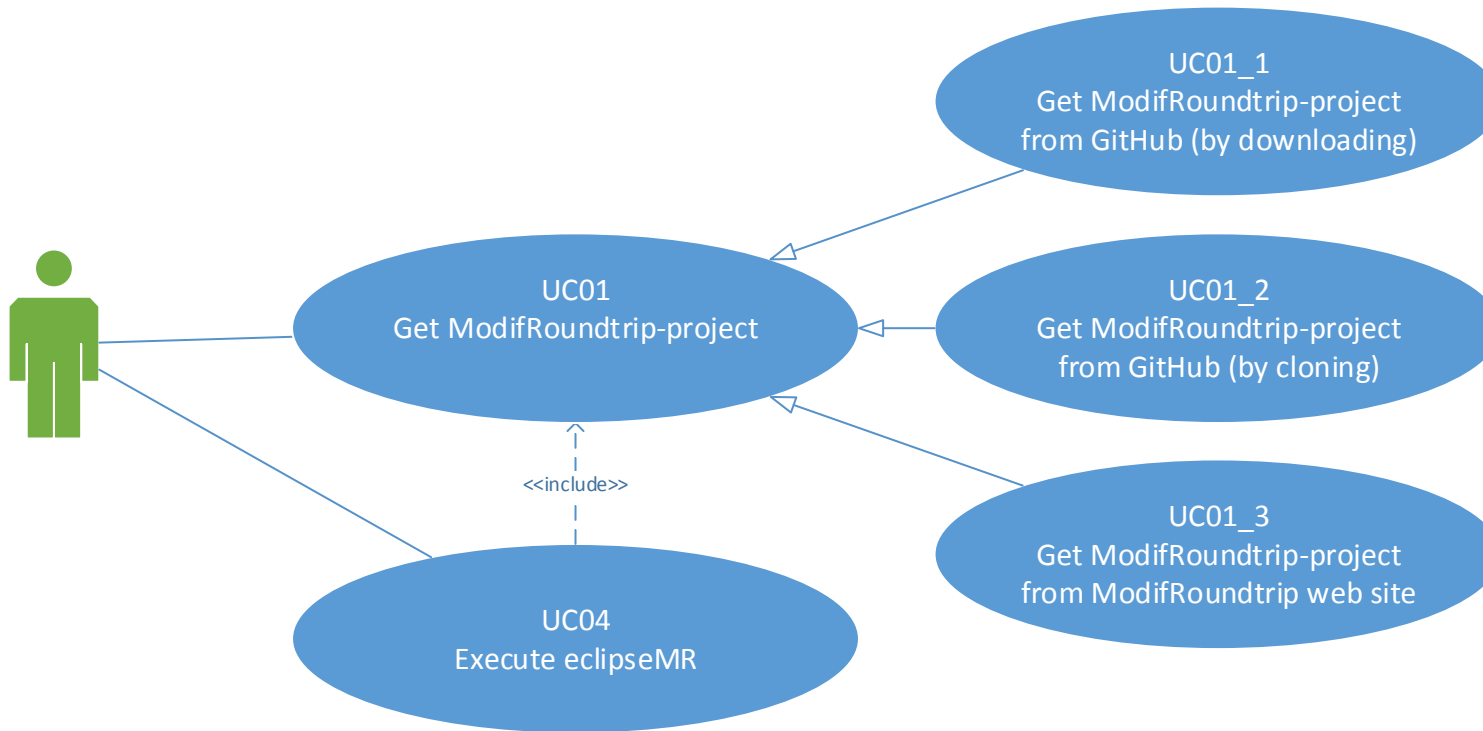 UC01_1
Get ModifRoundtrip-project
from GitHub (by downloading)
UC01
Get ModifRoundtrip-project
UC01_2
Get ModifRoundtrip-project
from GitHub (by cloning)
<<include>>
UC01_3
Get ModifRoundtrip-project
from ModifRoundtrip web site
UC04
Execute eclipseMR